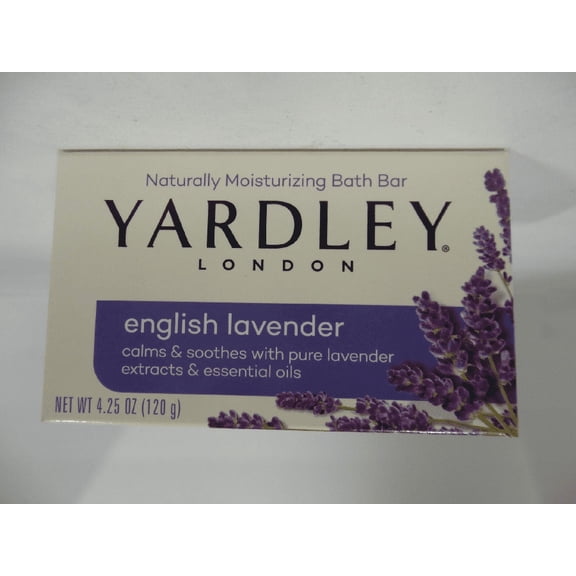 Naturally Moisturizing Bath Bar
YARDLEY®
LONDON
english lavender
calms & soothes with pure lavender
extracts & essential oils
NET WT 4.25 OZ (120 g)